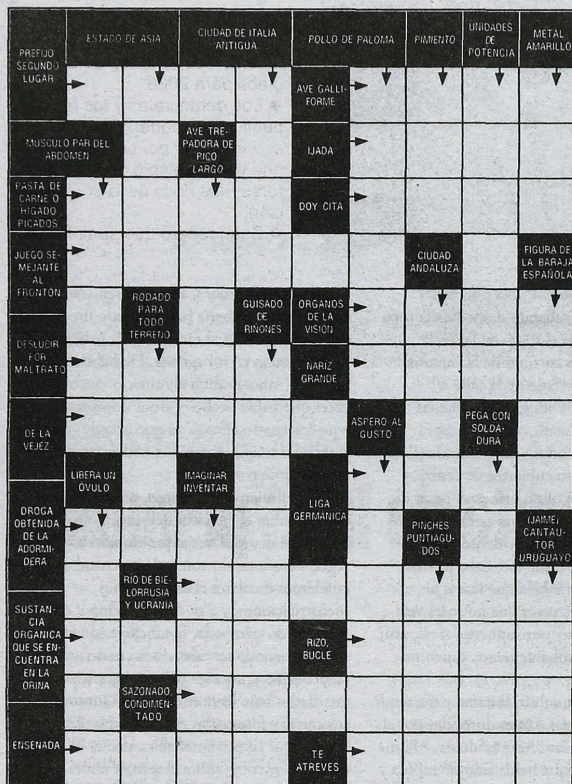 PREFIJO
SEGUNDO
LUGAR
ESTADO DE ASIA
CIUDAD DE ITALIA
ANTIGUA
POLLO DE PALOMA
PIMIENTO
UNIDADES
DE
POTENCIA
METAL
AMARILLO
AVE GALLI-
FORME
MUSCULO PAR DEL
ABDOMEN
AVE TRE-
PADORA DE
PICO
LARGO
IJADA
PASTA DE
CARNE O
HIGADO
PICADOS
DOY CITA
JUEGO SE-
MEJANTE
AL
FRONTON
CIUDAD
ANDALUZA
FIGURA DE
LA BARAJA
ESPAÑOLA
RODADO
PARA
TODO
TERRENO
GUISADO
DE
RIÑONES
ORGANOS
DE LA
VISION
DESLUCIR
POR
MALTRATO
NARIZ
GRANDE
DE LA
VEJEZ
ASPERO AL
GUSTO
PEGA CON
SOLDA-
DURA
LIBERA UN
ÓVULO
IMAGINAR
INVENTAR
LIGA
GERMANICA
DROGA
OBTENIDA
DE LA
ADORMI-
DERA
PINCHES
PUNTIAGU-
DOS
(JAIME)
CANTAU-
TOR
URUGUAYO
RÍO DE BIE-
LORRUSIA
Y UCRANIA
SUSTAN-
CIA
ORGANICA
QUE SE EN-
CUENTRA
EN LA
ORINA
RIZO,
BUCLE
SAZONADO,
CONDIMEN-
TADO
ENSENADA
TE
ATREVES